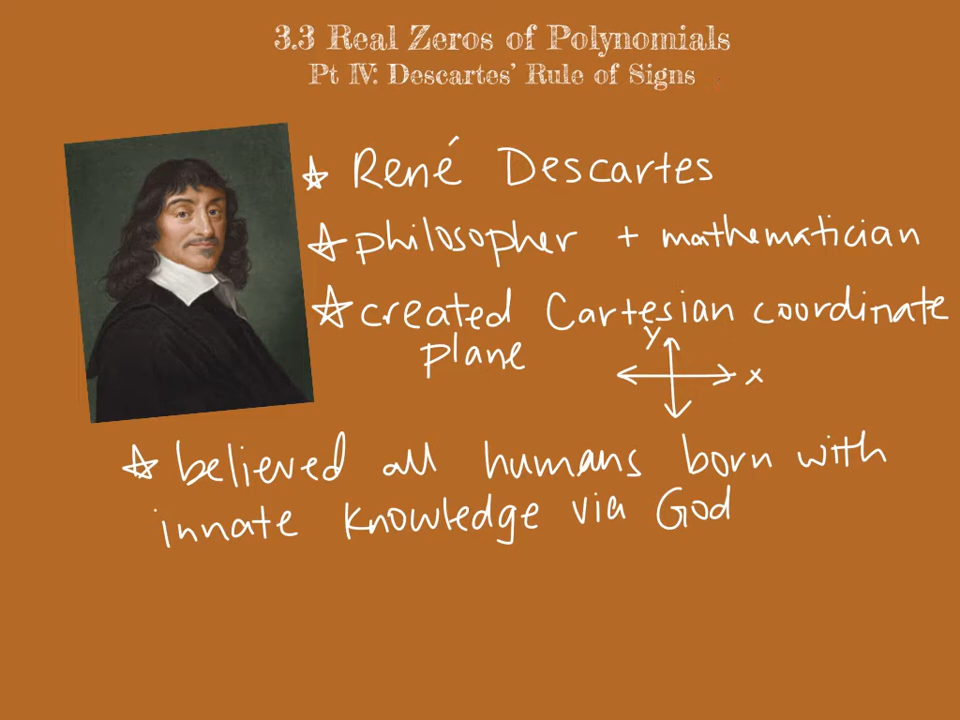 3.3 Real Zeros of Polynomials
Pt IV: Descartes' Rule of Signs
☆ René Descartes
☆ philosopher + mathematician
☆ created Cartesian coordinate
plane
y
x
☆ believed all humans born with
innate knowledge via God